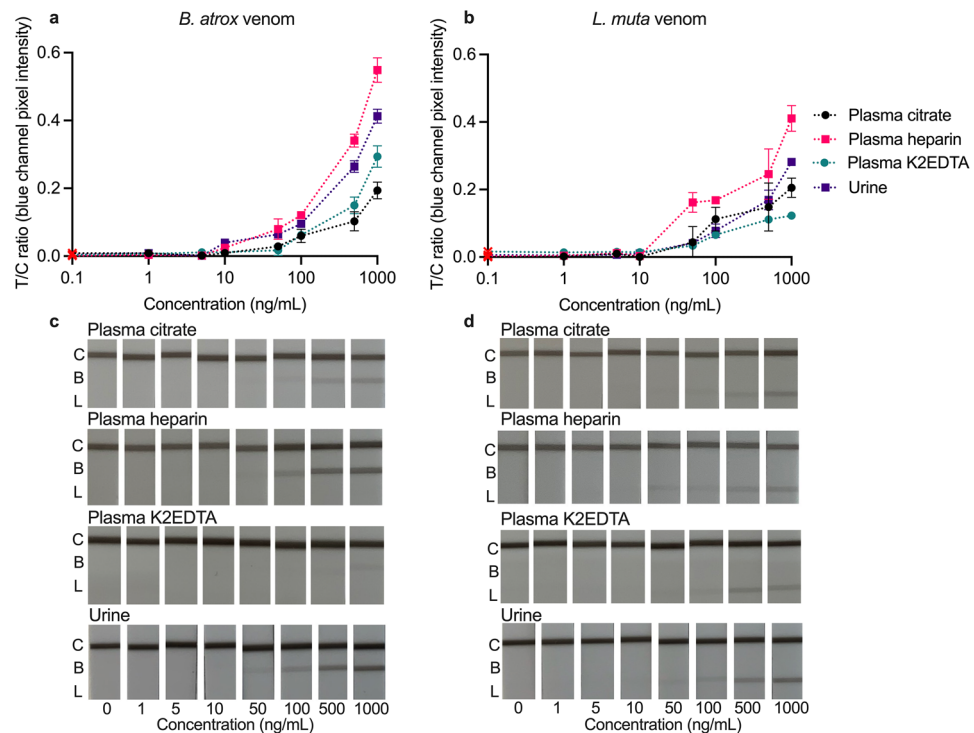 a B. atrox venom
b L. muta venom
T/C ratio (blue channel pixel intensity)
0.6
0.4
0.2
0.0
0.1 1 10 100 1000
Concentration (ng/mL)
T/C ratio (blue channel pixel intensity)
0.6
0.4
0.2
0.0
0.1 1 10 100 1000
Concentration (ng/mL)
Plasma citrate
Plasma heparin
Plasma K2EDTA
Urine
c
Plasma citrate
C
B
L
Plasma heparin
C
B
L
Plasma K2EDTA
C
B
L
Urine
C
B
L
0 1 5 10 50 100 500 1000
Concentration (ng/mL)
d
Plasma citrate
C
B
L
Plasma heparin
C
B
L
Plasma K2EDTA
C
B
L
Urine
C
B
L
0 1 5 10 50 100 500 1000
Concentration (ng/mL)